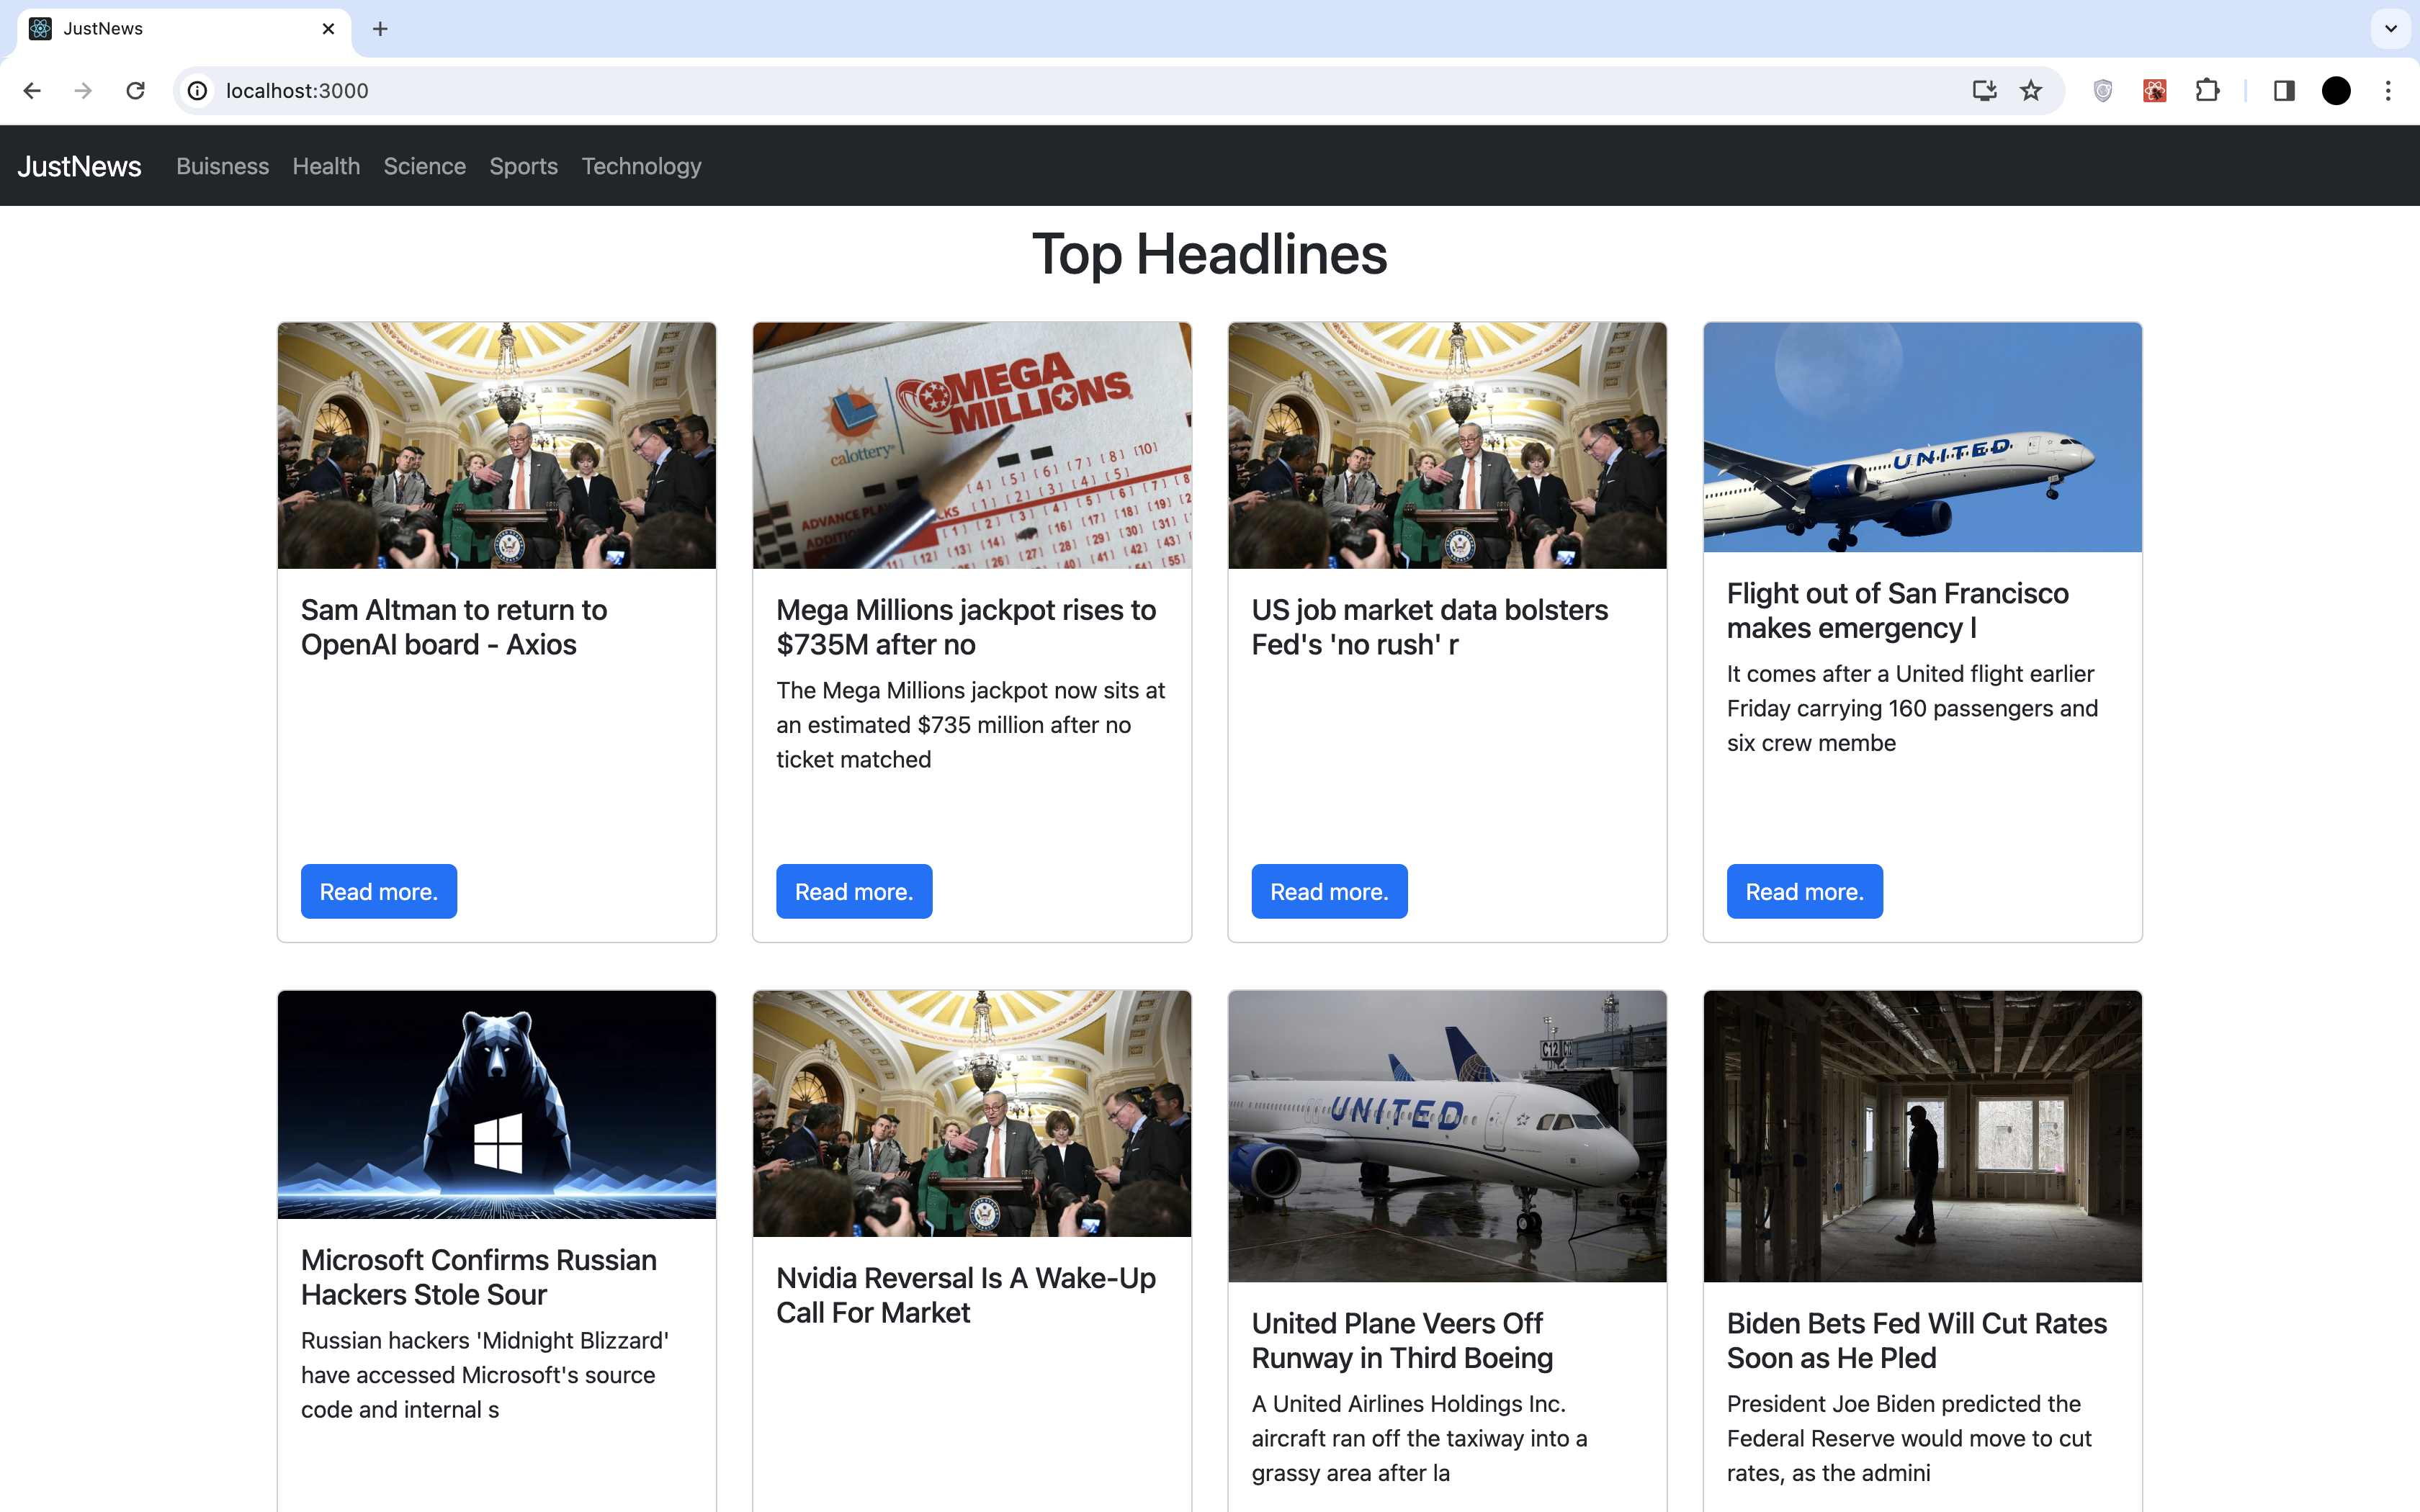 JustNews
localhost:3000
JustNews Buisness Health Science Sports Technology
Top Headlines
MEGA
MILLIONS
calottery
UNITED
Sam Altman to return to
OpenAI board - Axios
Read more.
Mega Millions jackpot rises to
$735M after no
The Mega Millions jackpot now sits at
an estimated $735 million after no
ticket matched
Read more.
US job market data bolsters
Fed's 'no rush' r
Read more.
Flight out of San Francisco
makes emergency l
It comes after a United flight earlier
Friday carrying 160 passengers and
six crew membe
Read more.
C12
UNITED
Microsoft Confirms Russian
Hackers Stole Sour
Russian hackers 'Midnight Blizzard'
have accessed Microsoft's source
code and internal s
Nvidia Reversal Is A Wake-Up
Call For Market
United Plane Veers Off
Runway in Third Boeing
A United Airlines Holdings Inc.
aircraft ran off the taxiway into a
grassy area after la
Biden Bets Fed Will Cut Rates
Soon as He Pled
President Joe Biden predicted the
Federal Reserve would move to cut
rates, as the admini